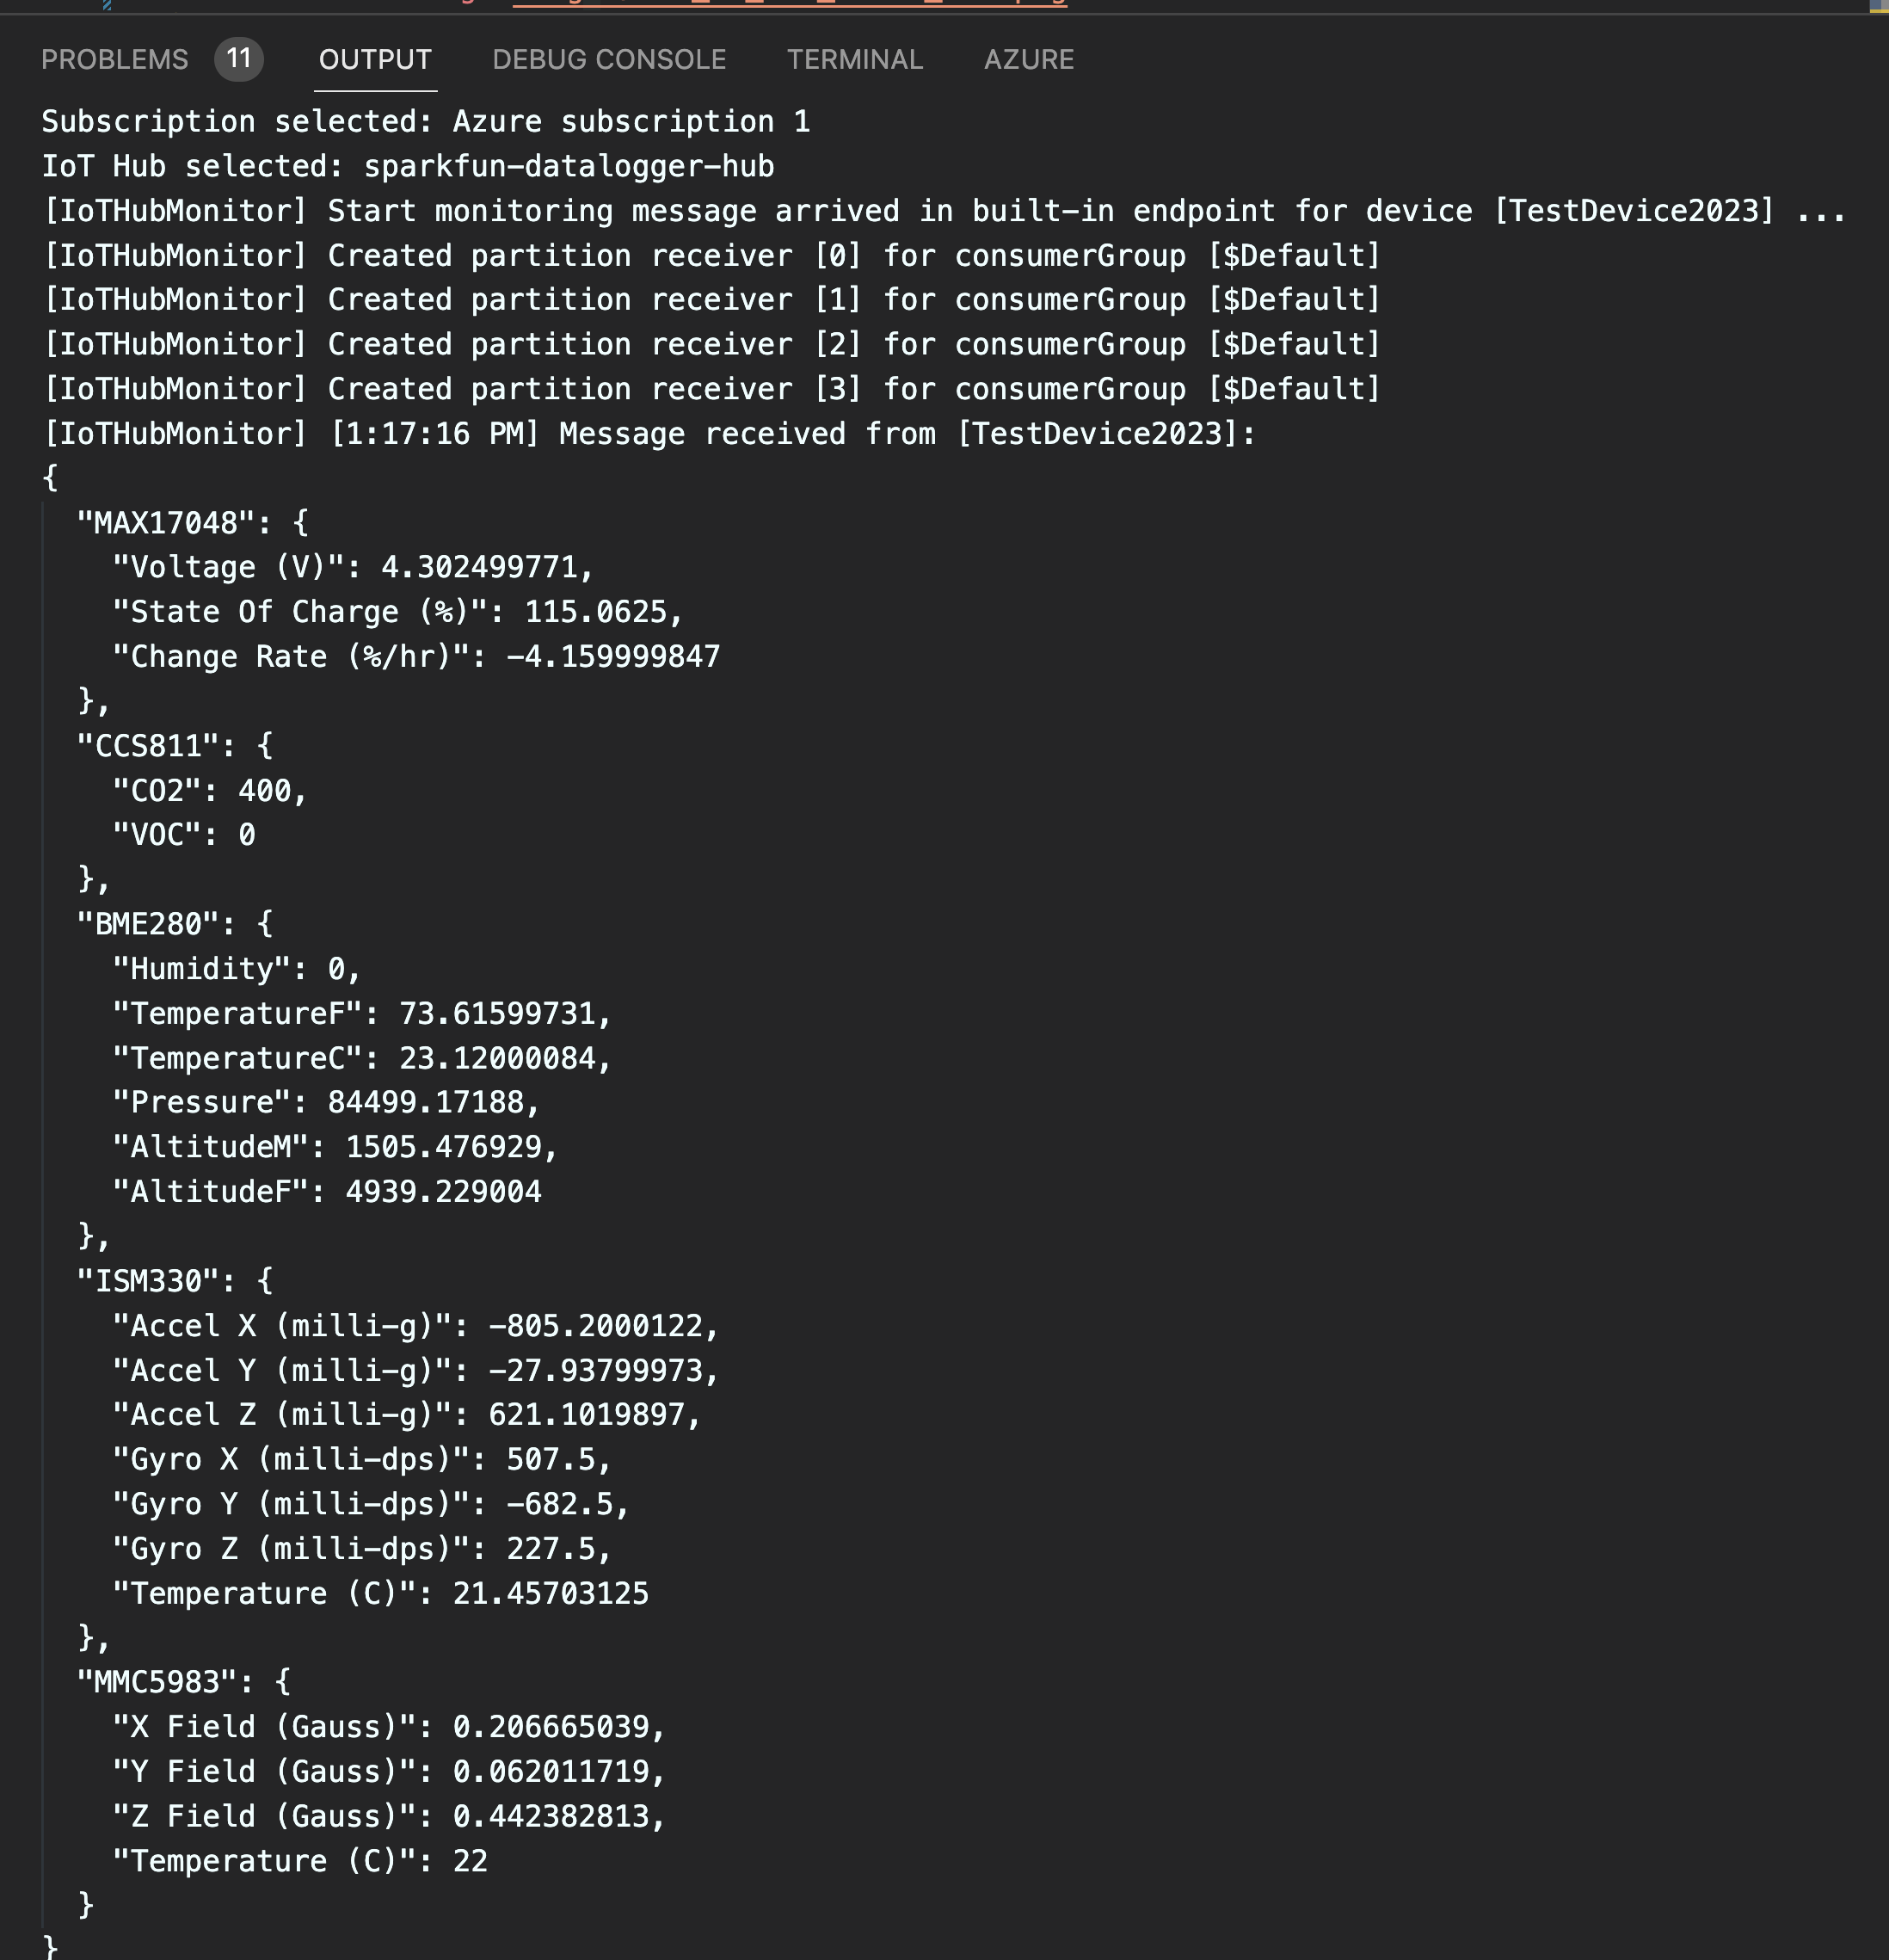 PROBLEMS 11 OUTPUT DEBUG CONSOLE TERMINAL AZURE
Subscription selected: Azure subscription 1
IoT Hub selected: sparkfun-datalogger-hub
[IoTHubMonitor] Start monitoring message arrived in built-in endpoint for device [TestDevice2023] ...
[IoTHubMonitor] Created partition receiver [0] for consumerGroup [$Default]
[IoTHubMonitor] Created partition receiver [1] for consumerGroup [$Default]
[IoTHubMonitor] Created partition receiver [2] for consumerGroup [$Default]
[IoTHubMonitor] Created partition receiver [3] for consumerGroup [$Default]
[IoTHubMonitor] [1:17:16 PM] Message received from [TestDevice2023]:
{
  "MAX17048": {
    "Voltage (V)": 4.302499771,
    "State Of Charge (%)": 115.0625,
    "Change Rate (%/hr)": -4.159999847
  },
  "CCS811": {
    "CO2": 400,
    "VOC": 0
  },
  "BME280": {
    "Humidity": 0,
    "TemperatureF": 73.61599731,
    "TemperatureC": 23.12000084,
    "Pressure": 84499.17188,
    "AltitudeM": 1505.476929,
    "AltitudeF": 4939.229004
  },
  "ISM330": {
    "Accel X (milli-g)": -805.2000122,
    "Accel Y (milli-g)": -27.93799973,
    "Accel Z (milli-g)": 621.1019897,
    "Gyro X (milli-dps)": 507.5,
    "Gyro Y (milli-dps)": -682.5,
    "Gyro Z (milli-dps)": 227.5,
    "Temperature (C)": 21.45703125
  },
  "MMC5983": {
    "X Field (Gauss)": 0.206665039,
    "Y Field (Gauss)": 0.062011719,
    "Z Field (Gauss)": 0.442382813,
    "Temperature (C)": 22
  }
}